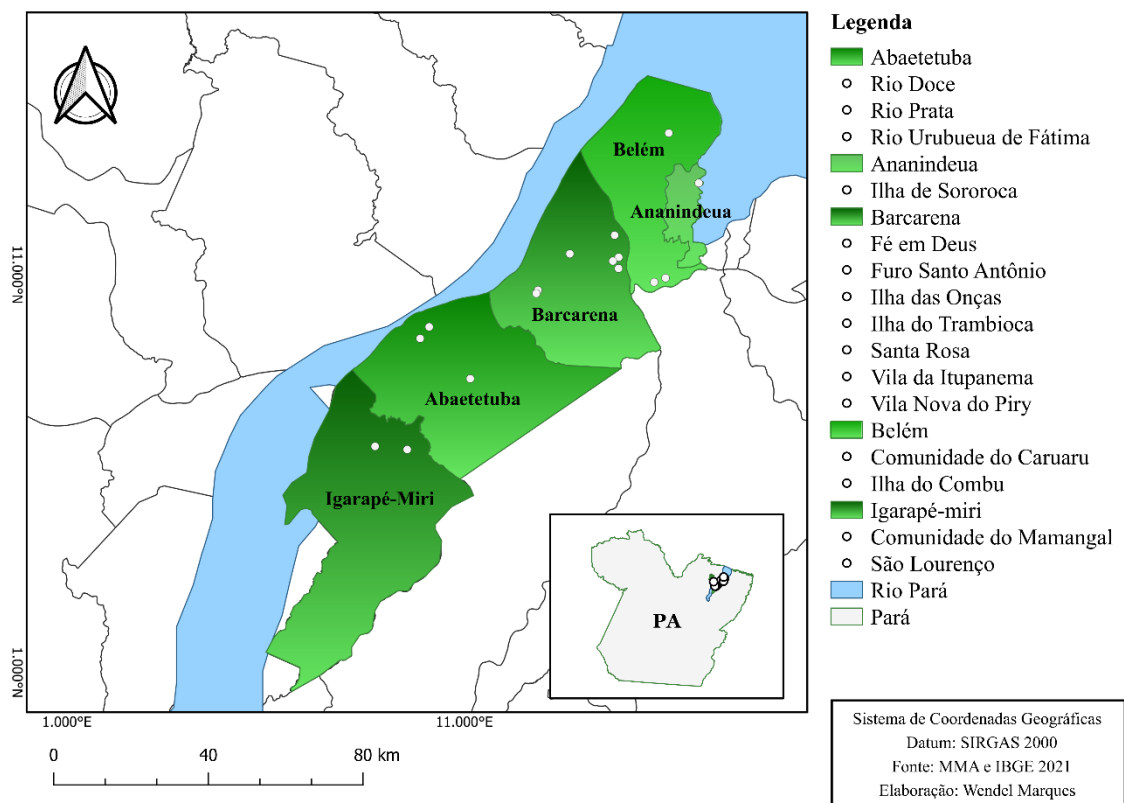 Belém
Ananindeua
Barcarena
Abaetetuba
Igarapé-Miri
PA
11.000°N
1.000°N
1.000°E
11.000°E
0
40
80 km
Legenda
Abaetetuba
Rio Doce
Rio Prata
Rio Urubueua de Fátima
Ananindeua
Ilha de Sororoca
Barcarena
Fé em Deus
Furo Santo Antônio
Ilha das Onças
Ilha do Trambioca
Santa Rosa
Vila da Itupanema
Vila Nova do Piry
Belém
Comunidade do Caruaru
Ilha do Combu
Igarapé-miri
Comunidade do Mamangal
São Lourenço
Rio Pará
Pará
Sistema de Coordenadas Geográficas
Datum: SIRGAS 2000
Fonte: MMA e IBGE 2021
Elaboração: Wendel Marques